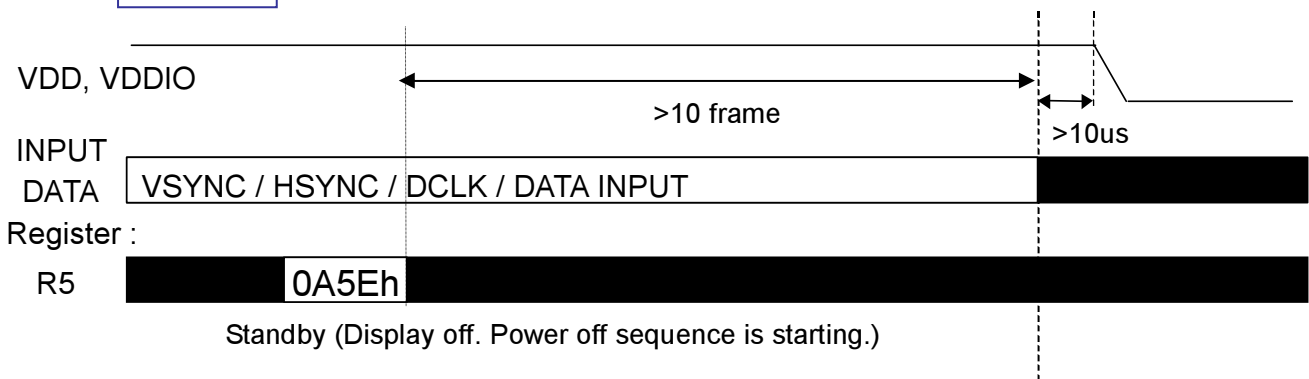 VDD, VDDIO
>10 frame
>10us
INPUT
DATA
VSYNC / HSYNC / DCLK / DATA INPUT
Register :
R5
0A5Eh
Standby (Display off. Power off sequence is starting.)